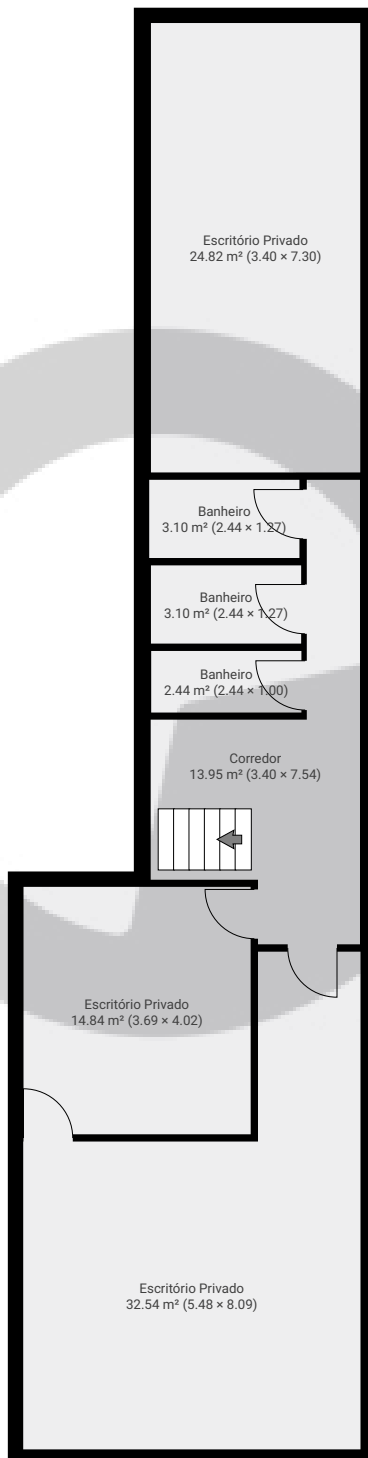 Escritório Privado
24.82 m² (3.40 × 7.30)
Banheiro
3.10 m² (2.44 × 1.27)
Banheiro
3.10 m² (2.44 × 1.27)
Banheiro
2.44 m² (2.44 × 1.00)
Corredor
13.95 m² (3.40 × 7.54)
Escritório Privado
14.84 m² (3.69 × 4.02)
Escritório Privado
32.54 m² (5.48 × 8.09)